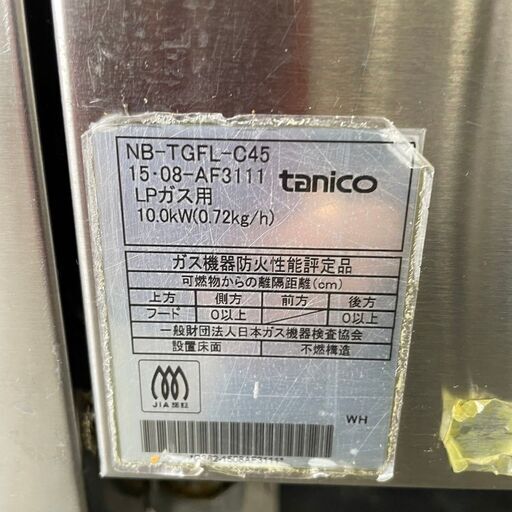 NB-TGFL-C45
15・08-AF3111 tanico
LPガス用
10.0kW(0.72kg/h)
ガス機器防火性能評定品
可燃物からの離隔距離(cm)
上方 側方 前方 後方
フード 0以上 0以上
一般財団法人日本ガス機器検査協会
設置床面 不燃構造
JIA
WH